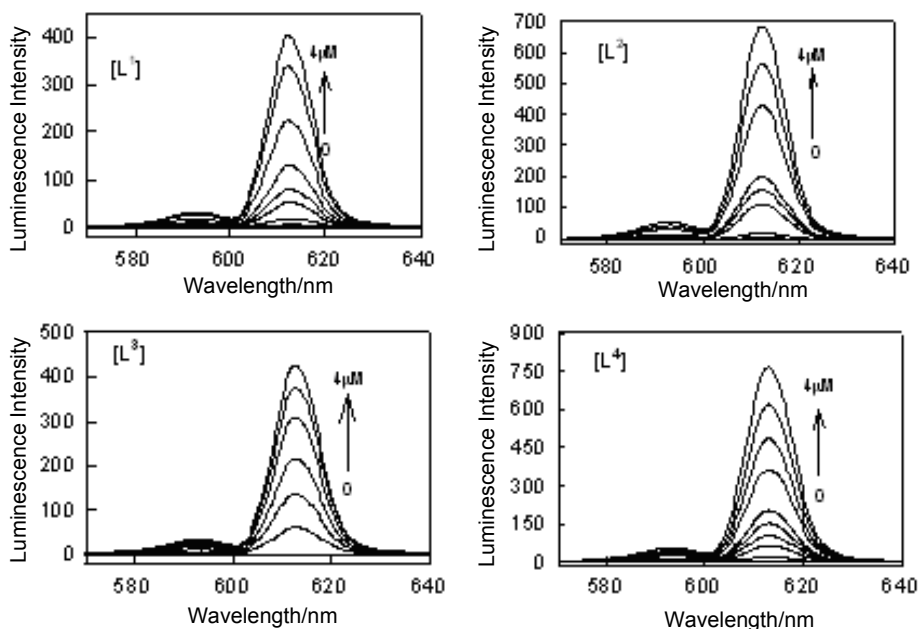 Luminescence Intensity
400
300
200
100
0
[L¹]
4μM
0
580 600 620 640
Wavelength/nm
Luminescence Intensity
700
600
500
400
300
200
100
0
[L²]
4μM
0
580 600 620 640
Wavelength/nm
Luminescence Intensity
500
400
300
200
100
0
[L³]
4μM
0
580 600 620 640
Wavelength/nm
Luminescence Intensity
900
750
600
450
300
150
0
[L⁴]
4μM
0
580 600 620 640
Wavelength/nm